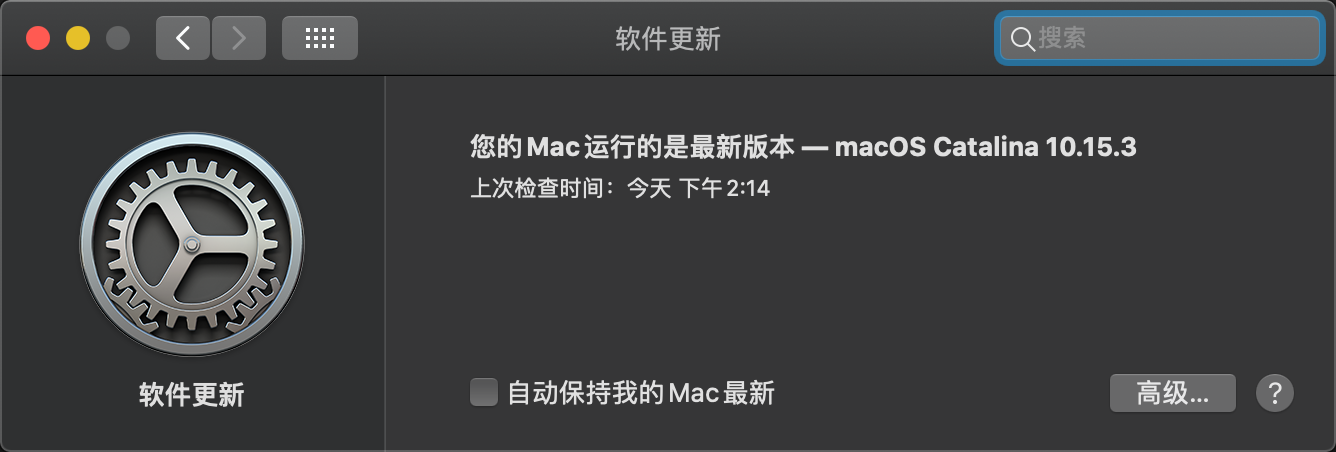 软件更新
搜索
您的Mac运行的是最新版本 — macOS Catalina 10.15.3
上次检查时间：今天 下午2:14
软件更新
自动保持我的Mac最新
高级...
?